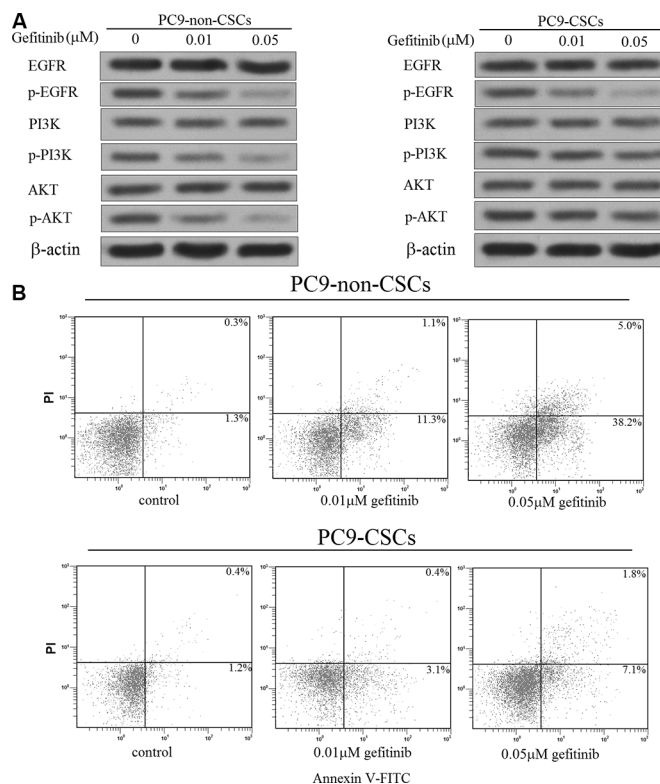 A
PC9-non-CSCs
Gefitinib (μM) 0 0.01 0.05
EGFR
p-EGFR
PI3K
p-PI3K
AKT
p-AKT
β-actin
PC9-CSCs
Gefitinib (μM) 0 0.01 0.05
EGFR
p-EGFR
PI3K
p-PI3K
AKT
p-AKT
β-actin
B
PC9-non-CSCs
PI
0.3%
1.3%
control
1.1%
11.3%
0.01μM gefitinib
5.0%
38.2%
0.05μM gefitinib
PC9-CSCs
PI
0.4%
1.2%
control
0.4%
3.1%
0.01μM gefitinib
1.8%
7.1%
0.05μM gefitinib
Annexin V-FITC